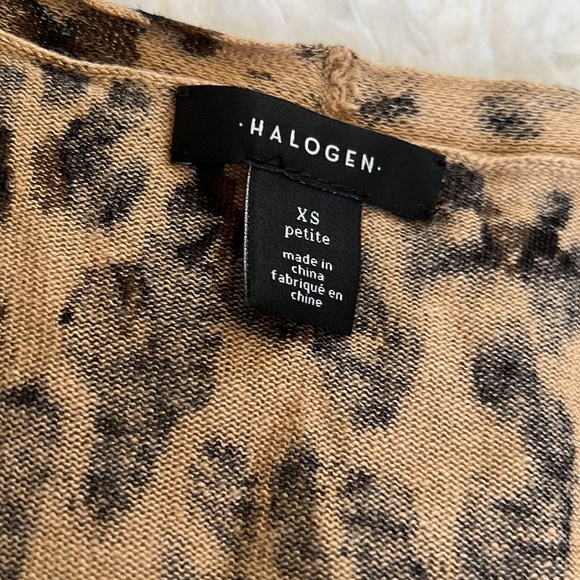 ·HALOGEN·
XS
petite
made in
china
fabriqué en
chine